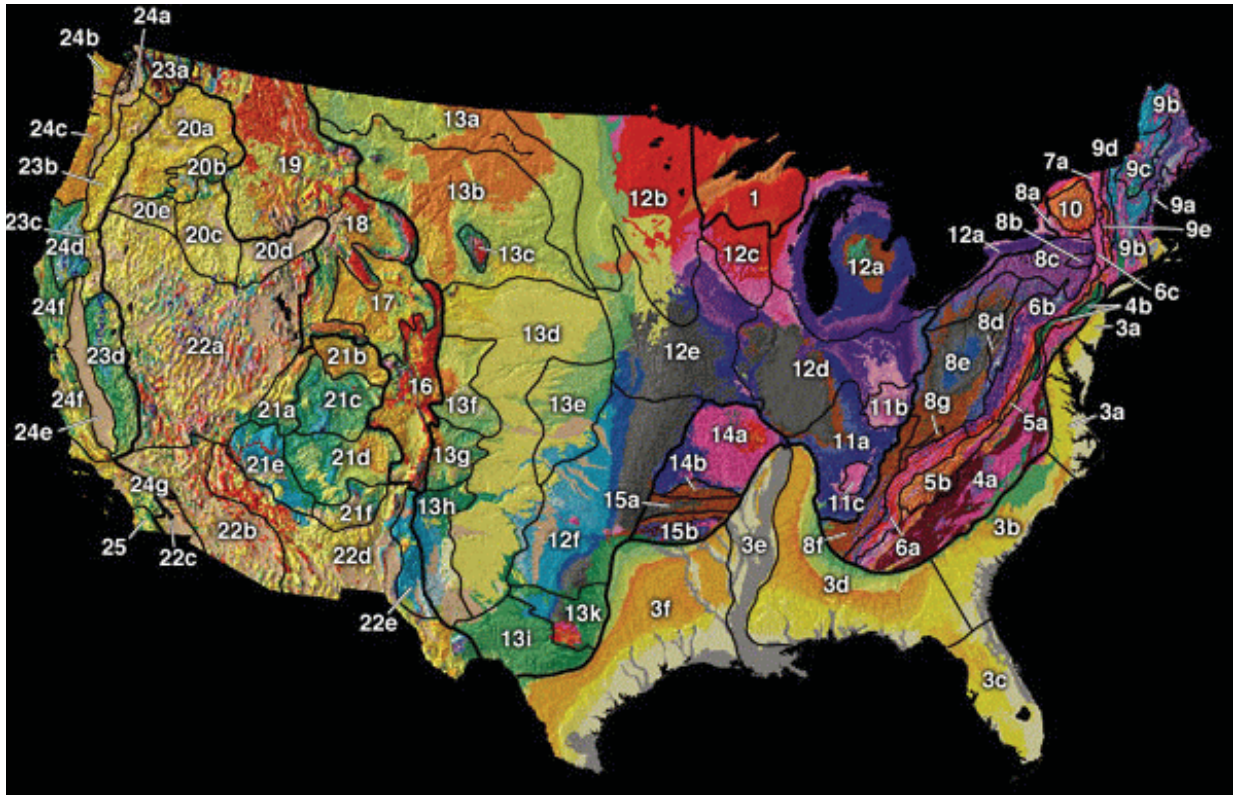 24a
24b
23a
9b
13a
20a
24c
9d
9c
7a
20b
19
23b
13b
8a
12b
1
10
9a
20e
18
8b
23c
20c
20d
13c
12c
12a
12a
8c
9e
24d
9b
17
6b
6c
24f
13d
4b
22a
8d
3a
23d
21b
12e
12d
8e
16
21c
13f
13e
11b
8g
24f
21a
5a
3a
24e
14a
11a
21e
21d
13g
14b
5b
4a
24g
15a
11c
21f
13h
22b
15b
3b
25
12f
8f
22c
22d
3e
6a
3d
3f
13k
22e
13i
3c